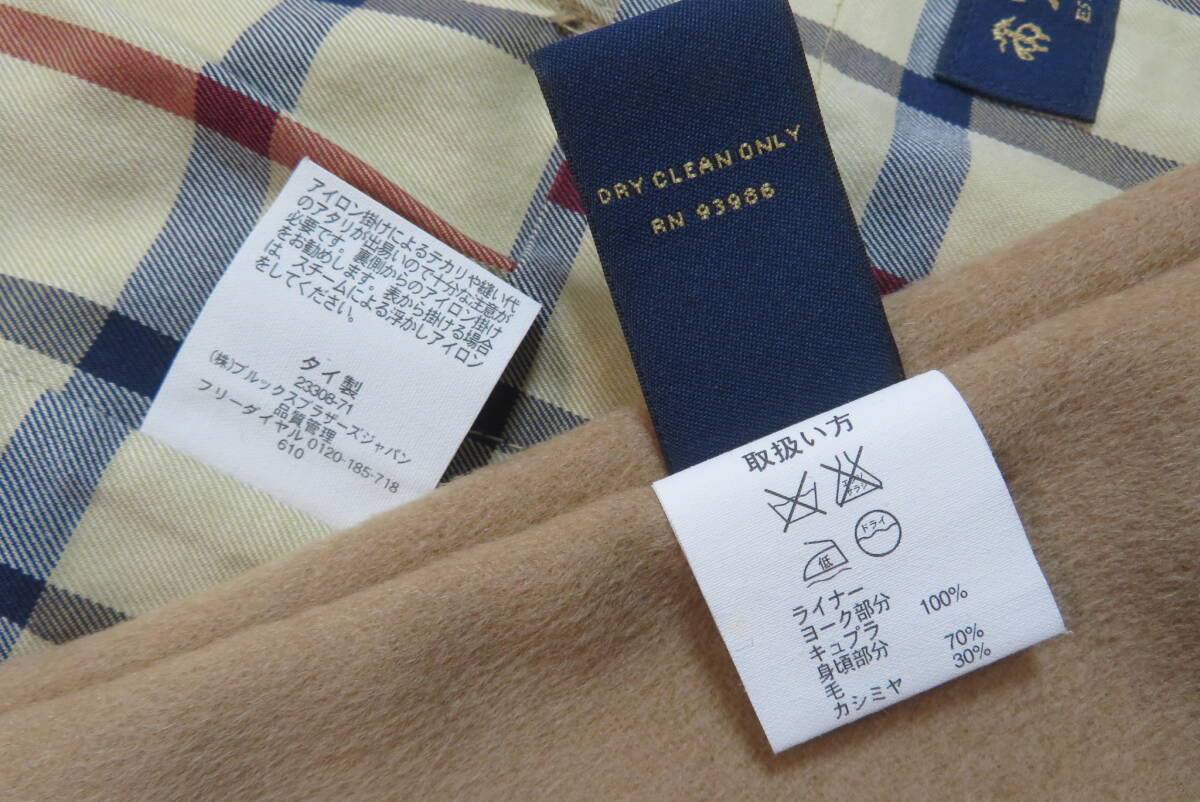 アイロン掛けによるテカリや縫い代
のアタリが出易いので十分な注意が
必要です。裏側からのアイロン掛け
をお勧めします。表から掛ける場合
は、スチームによる浮かしアイロン
をしてください。
タイ製
23308-71
(株)ブルックスブラザーズジャパン
品質管理
フリーダイヤル 0120-185-718
610
DRY CLEAN ONLY
RN 93986
取扱い方
エンソ
サラシ
低
ドライ
ライナー
ヨーク部分
キュプラ 100%
身頃部分
毛 70%
カシミヤ 30%